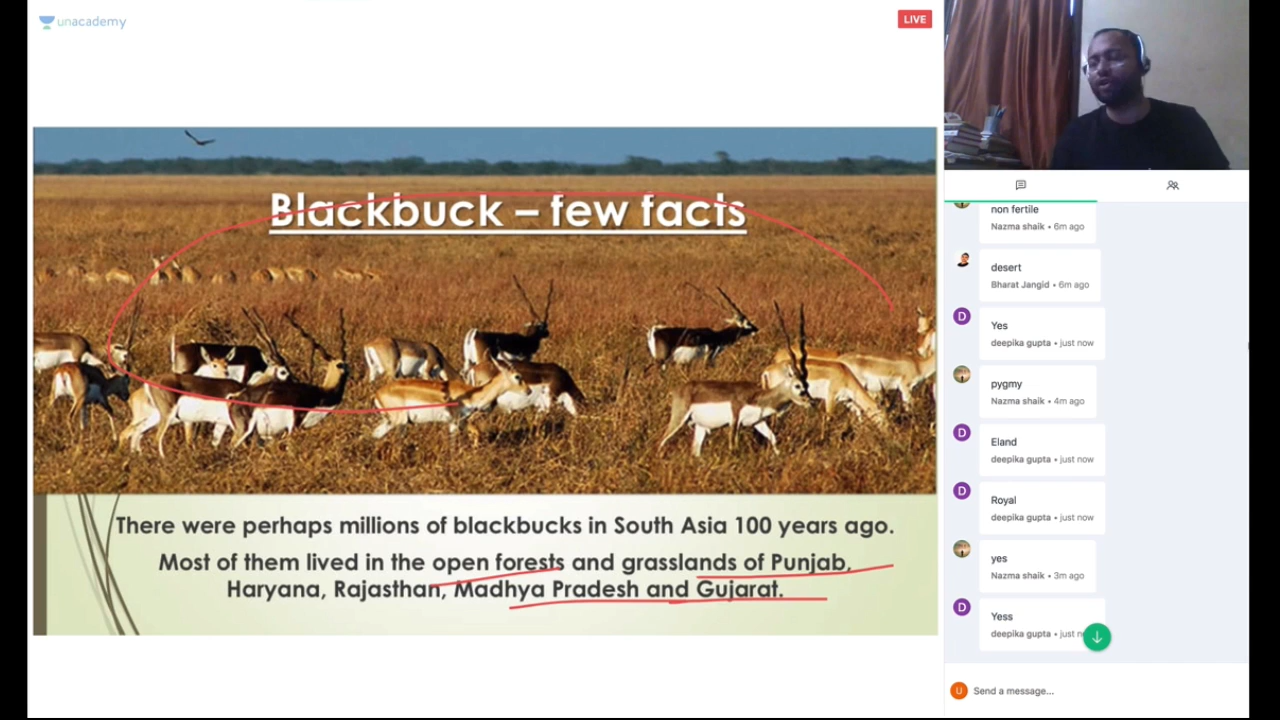 unacademy
LIVE
Blackbuck – few facts
There were perhaps millions of blackbucks in South Asia 100 years ago.
Most of them lived in the open forests and grasslands of Punjab,
Haryana, Rajasthan, Madhya Pradesh and Gujarat.
non fertile
Nazma shaik • 6m ago
desert
Bharat Jangid • 6m ago
D
Yes
deepika gupta • just now
pygmy
Nazma shaik • 4m ago
D
Eland
deepika gupta • just now
D
Royal
deepika gupta • just now
yes
Nazma shaik • 3m ago
D
Yess
deepika gupta • just
U
Send a message...